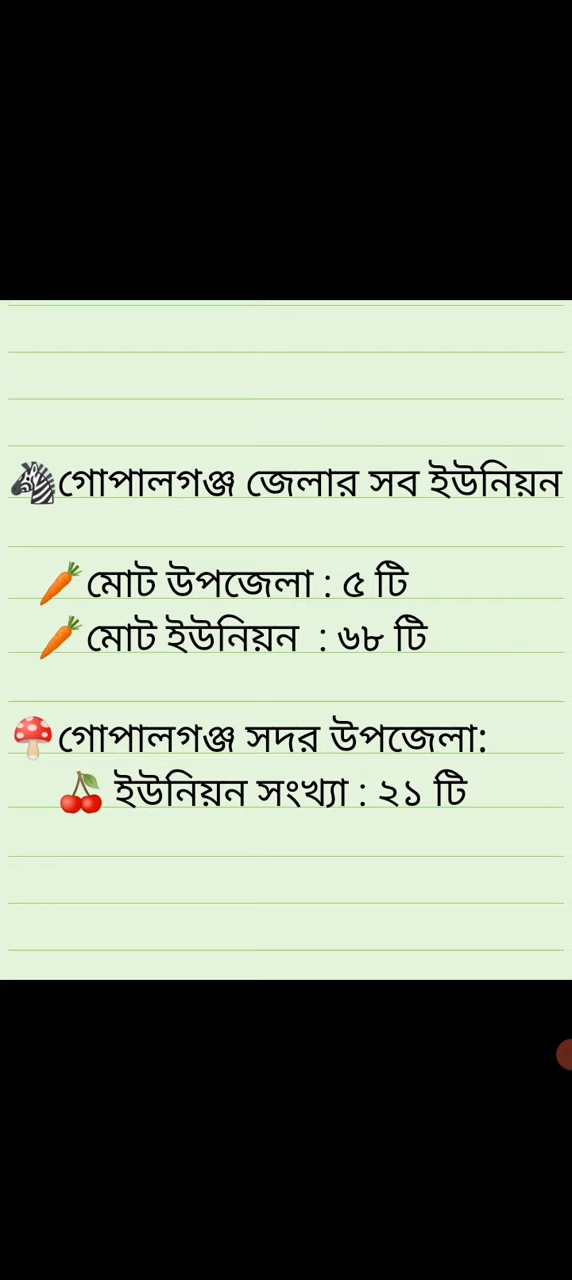 🦓গোপালগঞ্জ জেলার সব ইউনিয়ন
🥕মোট উপজেলা : ৫ টি
🥕মোট ইউনিয়ন : ৬৮ টি
🍄গোপালগঞ্জ সদর উপজেলা:
🍒 ইউনিয়ন সংখ্যা : ২১ টি